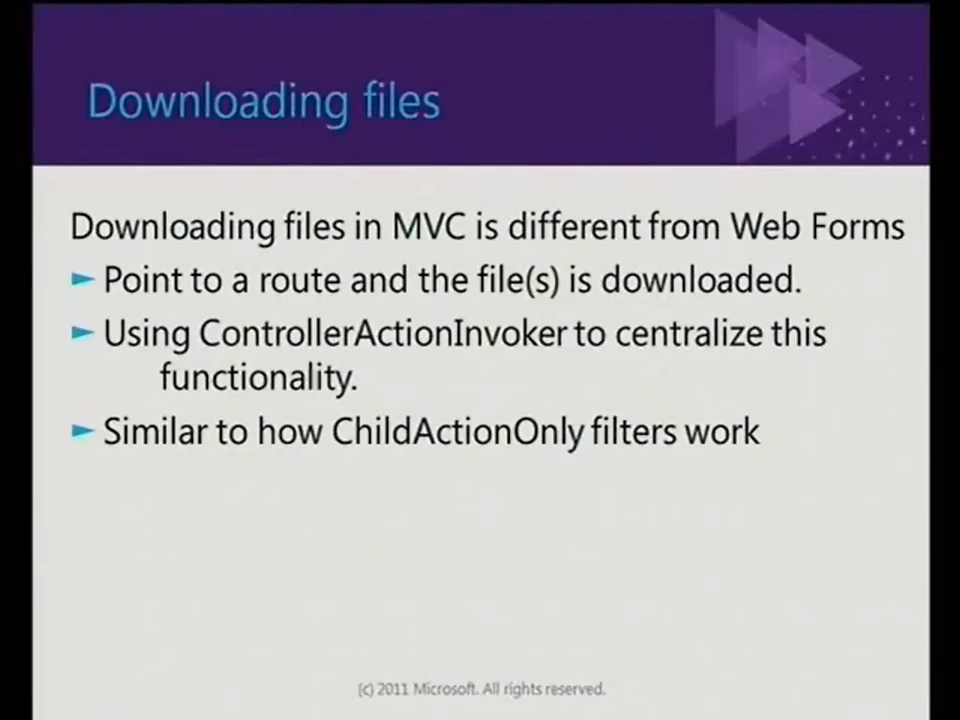 Downloading files
Downloading files in MVC is different from Web Forms
► Point to a route and the file(s) is downloaded.
► Using ControllerActionInvoker to centralize this
functionality.
► Similar to how ChildActionOnly filters work
(c) 2011 Microsoft. All rights reserved.